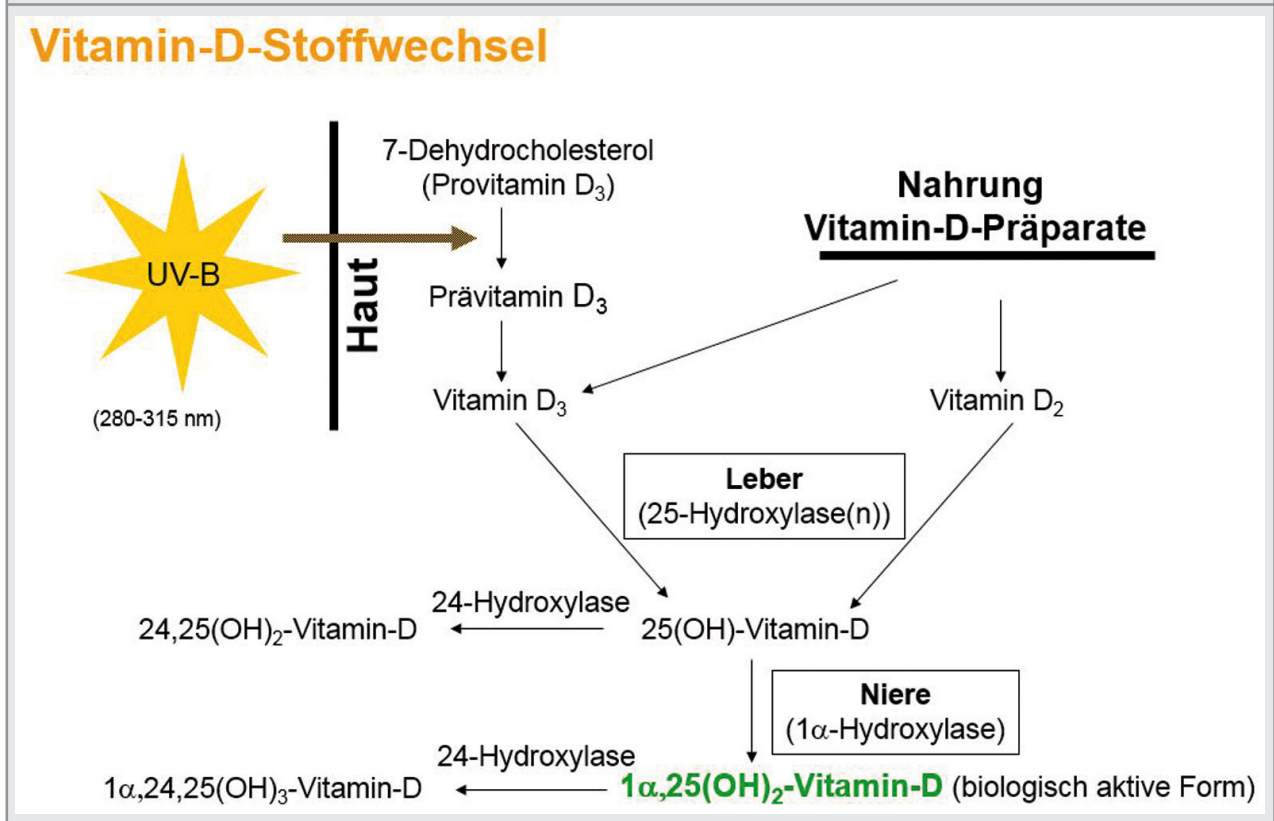 Vitamin-D-Stoffwechsel
7-Dehydrocholesterol
(Provitamin D₃)
Nahrung
Vitamin-D-Präparate
UV-B
Haut
Prävitamin D₃
(280-315 nm)
Vitamin D₃
Vitamin D₂
Leber
(25-Hydroxylase(n))
24-Hydroxylase
24,25(OH)₂-Vitamin-D
25(OH)-Vitamin-D
Niere
(1α-Hydroxylase)
24-Hydroxylase
1α,24,25(OH)₃-Vitamin-D
1α,25(OH)₂-Vitamin-D (biologisch aktive Form)